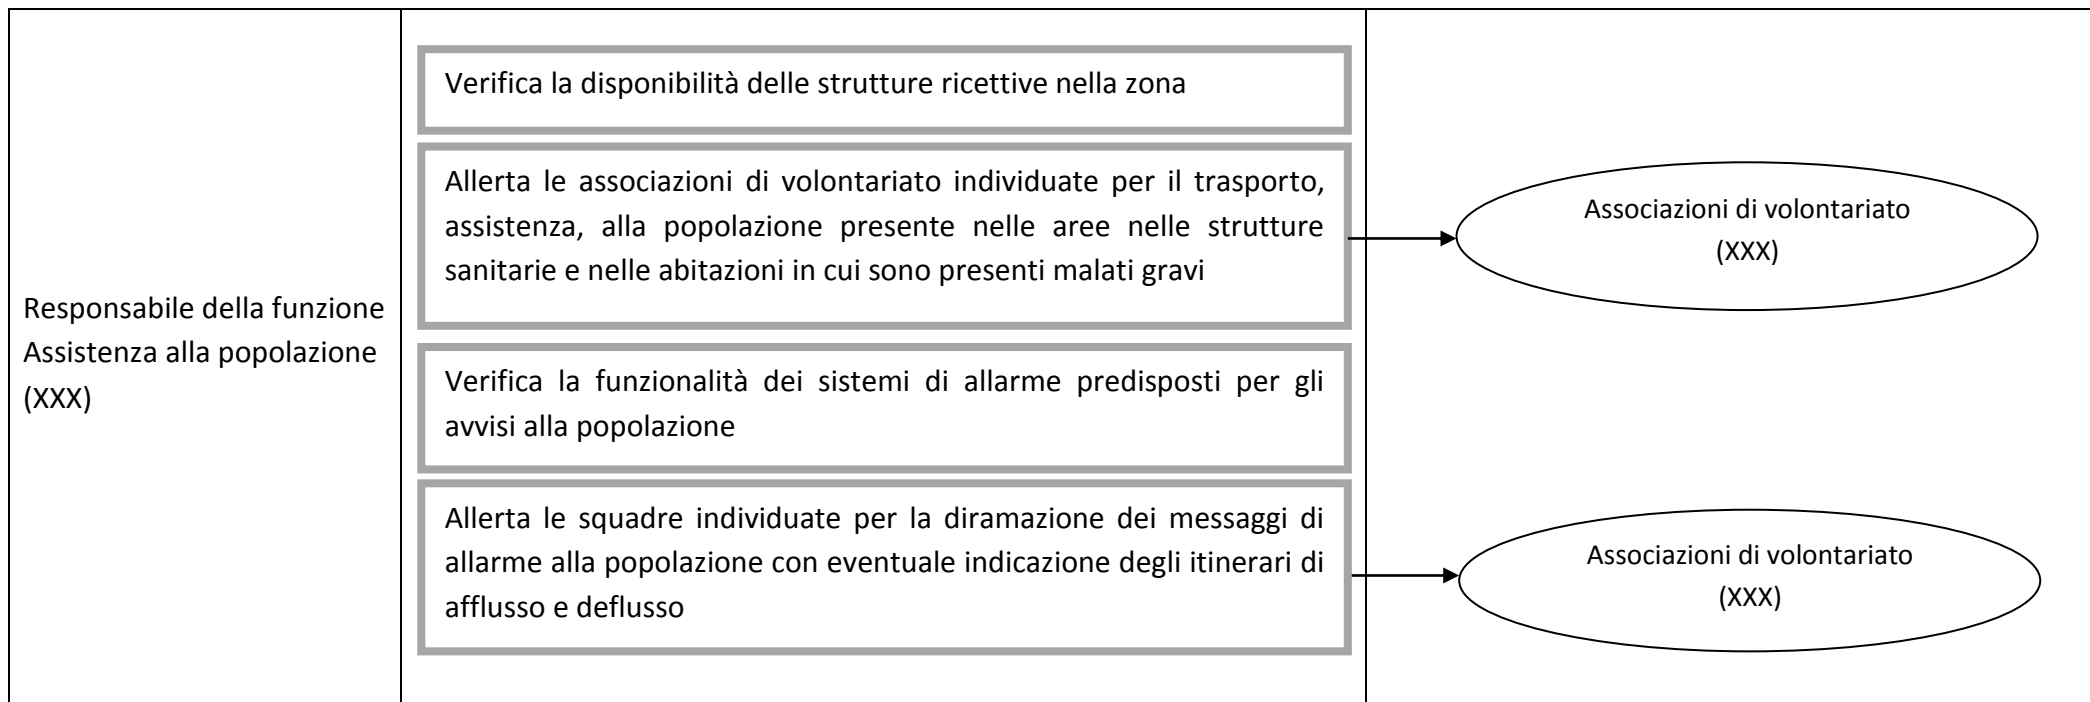 Responsabile della funzione
Assistenza alla popolazione
(XXX)
Verifica la disponibilità delle strutture ricettive nella zona
Allerta le associazioni di volontariato individuate per il trasporto,
assistenza, alla popolazione presente nelle aree nelle strutture
sanitarie e nelle abitazioni in cui sono presenti malati gravi
Associazioni di volontariato
(XXX)
Verifica la funzionalità dei sistemi di allarme predisposti per gli
avvisi alla popolazione
Allerta le squadre individuate per la diramazione dei messaggi di
allarme alla popolazione con eventuale indicazione degli itinerari di
afflusso e deflusso
Associazioni di volontariato
(XXX)